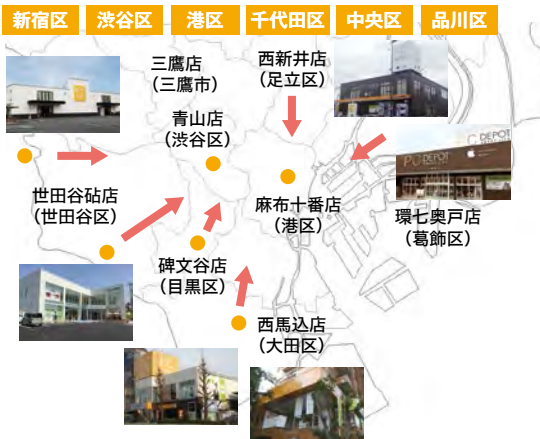 新宿区 渋谷区 港区 千代田区 中央区 品川区
三鷹店
（三鷹市）
西新井店
（足立区）
青山店
（渋谷区）
PC DEPOT
PC DEPOT
世田谷砧店
（世田谷区）
麻布十番店
（港区）
環七奥戸店
（葛飾区）
碑文谷店
（目黒区）
西馬込店
（大田区）